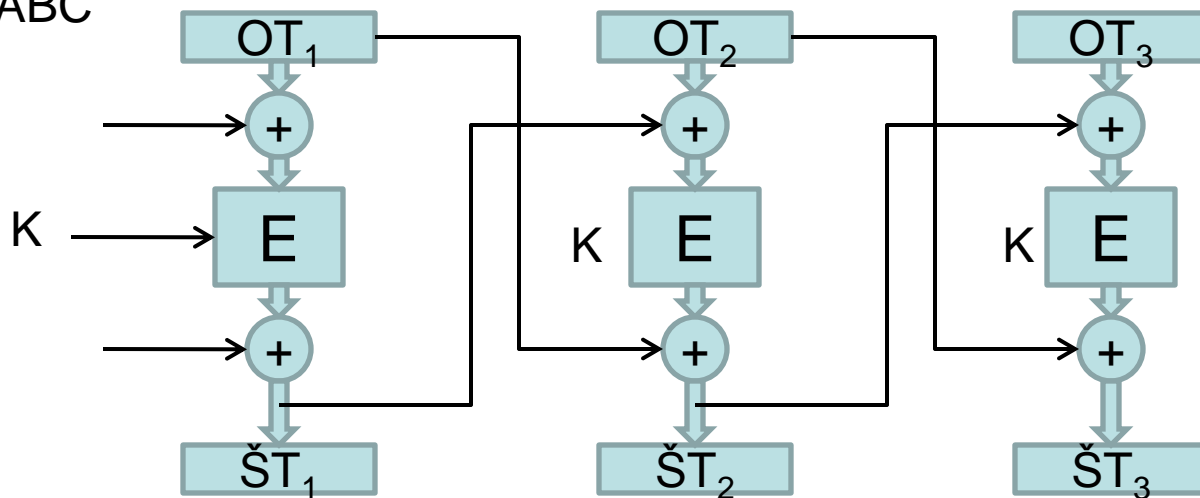 ABC
OT1 OT2 OT3
+ + +
K E K E K E
+ + +
ŠT1 ŠT2 ŠT3